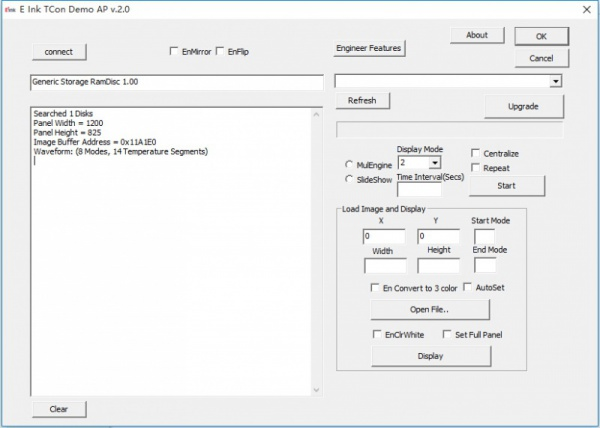 E Ink E Ink TCon Demo AP v.2.0
About
OK
connect
EnMirror
EnFlip
Engineer Features
Cancel
Generic Storage RamDisc 1.00
Refresh
Upgrade
Searched 1 Disks
Panel Width = 1200
Panel Height = 825
Image Buffer Address = 0x11A1E0
Waveform: (8 Modes, 14 Temperature Segments)
Display Mode
MulEngine
2
Centralize
Repeat
SlideShow
Time Interval(Secs)
Start
Load Image and Display
X
Y
Start Mode
0
0
Width
Height
End Mode
En Convert to 3 color
AutoSet
Open File..
EnClrWhite
Set Full Panel
Display
Clear